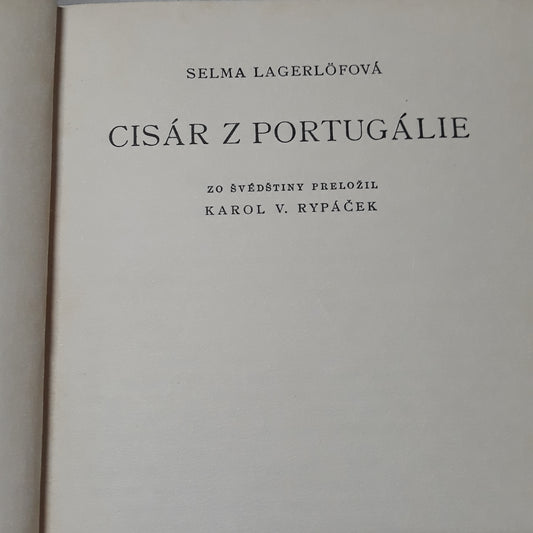 SELMA LAGERLÖFOVÁ
CISÁR Z PORTUGÁLIE
ZO ŠVÉDŠTINY PRELOŽIL
KAROL V. RYPÁČEK